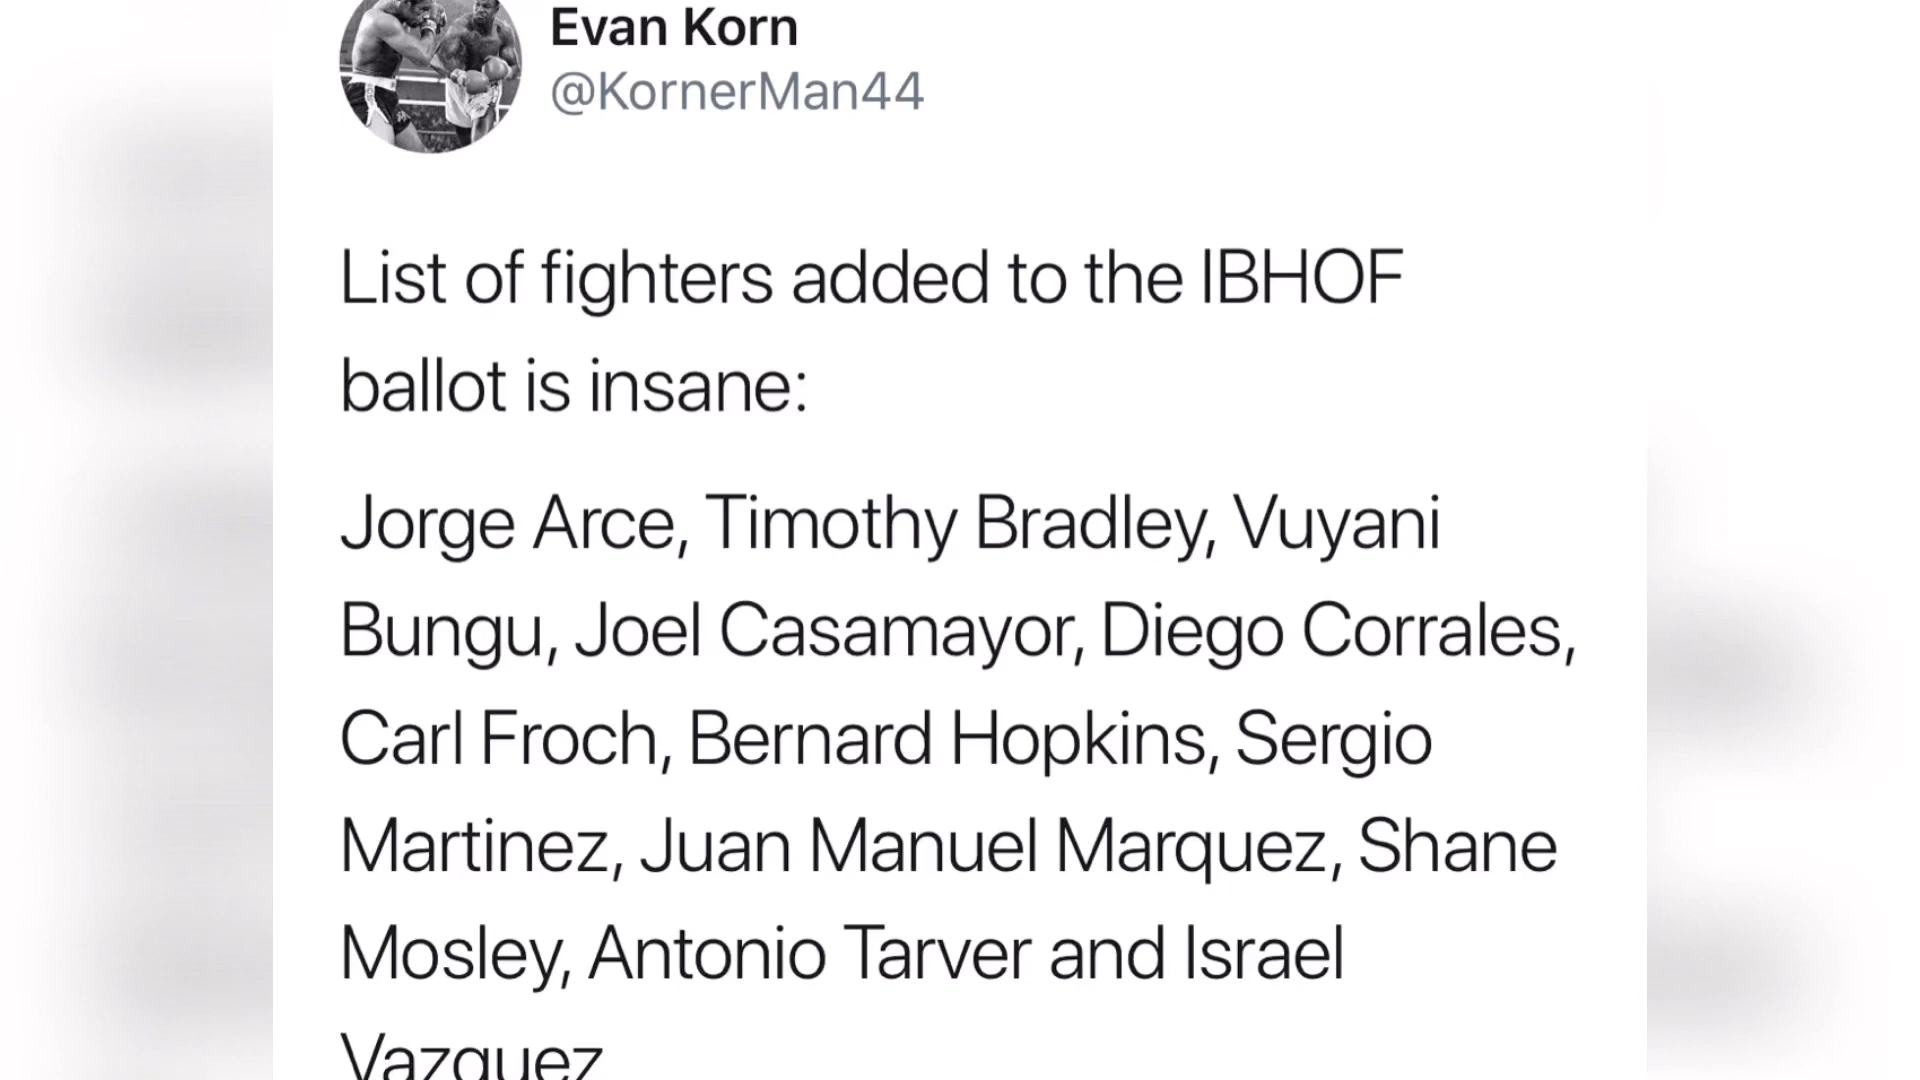 Evan Korn
@KornerMan44
List of fighters added to the IBHOF
ballot is insane:
Jorge Arce, Timothy Bradley, Vuyani
Bungu, Joel Casamayor, Diego Corrales,
Carl Froch, Bernard Hopkins, Sergio
Martinez, Juan Manuel Marquez, Shane
Mosley, Antonio Tarver and Israel
Vazquez